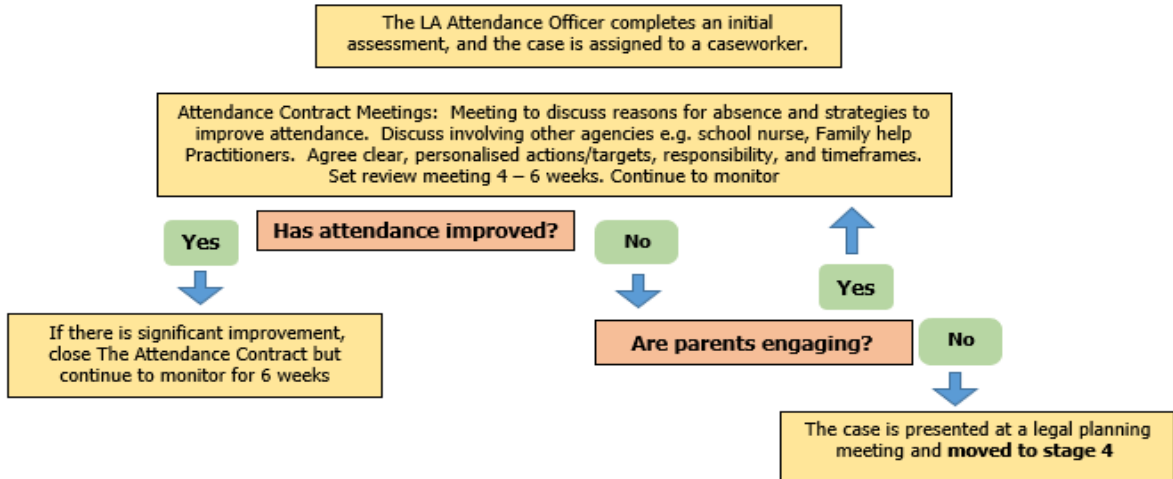 The LA Attendance Officer completes an initial
assessment, and the case is assigned to a caseworker.
Attendance Contract Meetings:  Meeting to discuss reasons for absence and strategies to
improve attendance.  Discuss involving other agencies e.g. school nurse, Family help
Practitioners.  Agree clear, personalised actions/targets, responsibility, and timeframes.
Set review meeting 4 – 6 weeks. Continue to monitor
Yes
Has attendance improved?
No
If there is significant improvement,
close The Attendance Contract but
continue to monitor for 6 weeks
Yes
Are parents engaging?
No
The case is presented at a legal planning
meeting and moved to stage 4